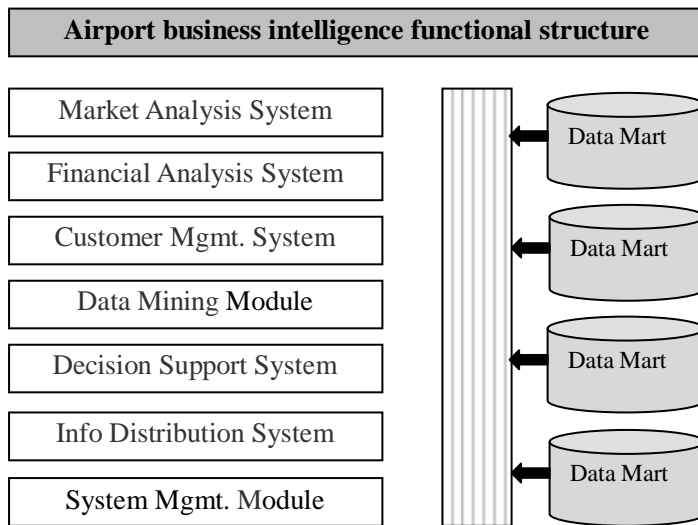 Airport business intelligence functional structure
Market Analysis System
Financial Analysis System
Customer Mgmt. System
Data Mining Module
Decision Support System
Info Distribution System
System Mgmt. Module
Data Mart
Data Mart
Data Mart
Data Mart